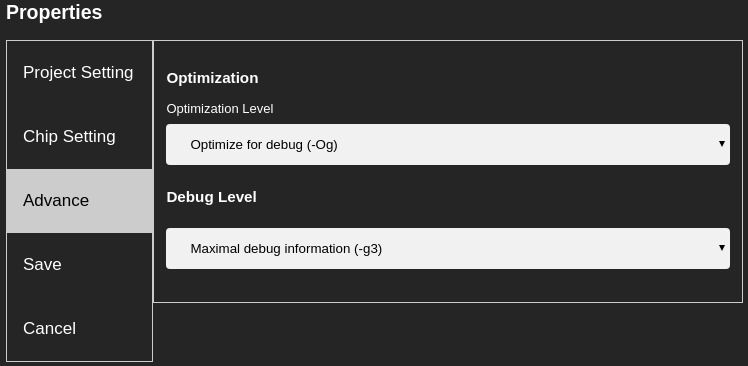 Properties
Project Setting
Chip Setting
Advance
Save
Cancel
Optimization
Optimization Level
Optimize for debug (-Og)
Debug Level
Maximal debug information (-g3)